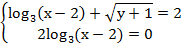 log₃(x−2) + √y+1 = 2
2log₃(x−2) = 0